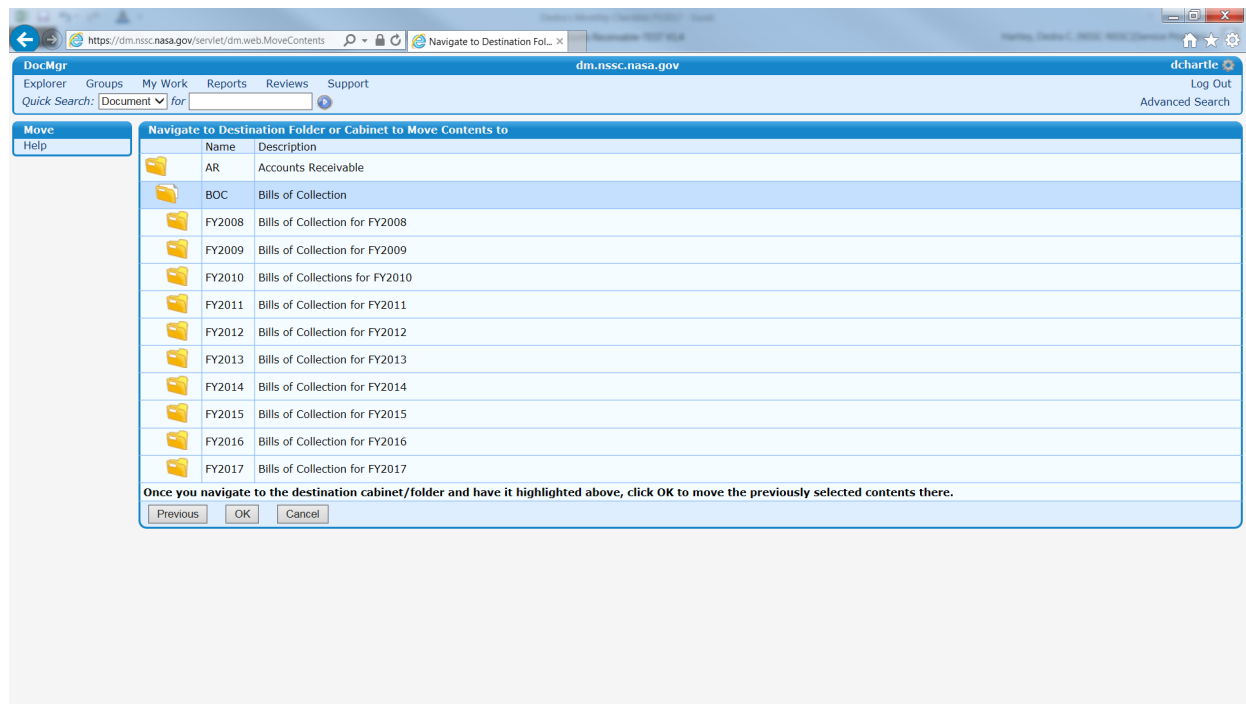 https://dm.nssc.nasa.gov/servlet/dm.web.MoveContents
Navigate to Destination Fol...
DocMgr dm.nssc.nasa.gov dchartle
Explorer Groups My Work Reports Reviews Support Log Out
Quick Search: Document for Advanced Search
Move
Help
Navigate to Destination Folder or Cabinet to Move Contents to
Name Description
AR Accounts Receivable
BOC Bills of Collection
FY2008 Bills of Collection for FY2008
FY2009 Bills of Collection for FY2009
FY2010 Bills of Collections for FY2010
FY2011 Bills of Collection for FY2011
FY2012 Bills of Collection for FY2012
FY2013 Bills of Collection for FY2013
FY2014 Bills of Collection for FY2014
FY2015 Bills of Collection for FY2015
FY2016 Bills of Collection for FY2016
FY2017 Bills of Collection for FY2017
Once you navigate to the destination cabinet/folder and have it highlighted above, click OK to move the previously selected contents there.
Previous OK Cancel